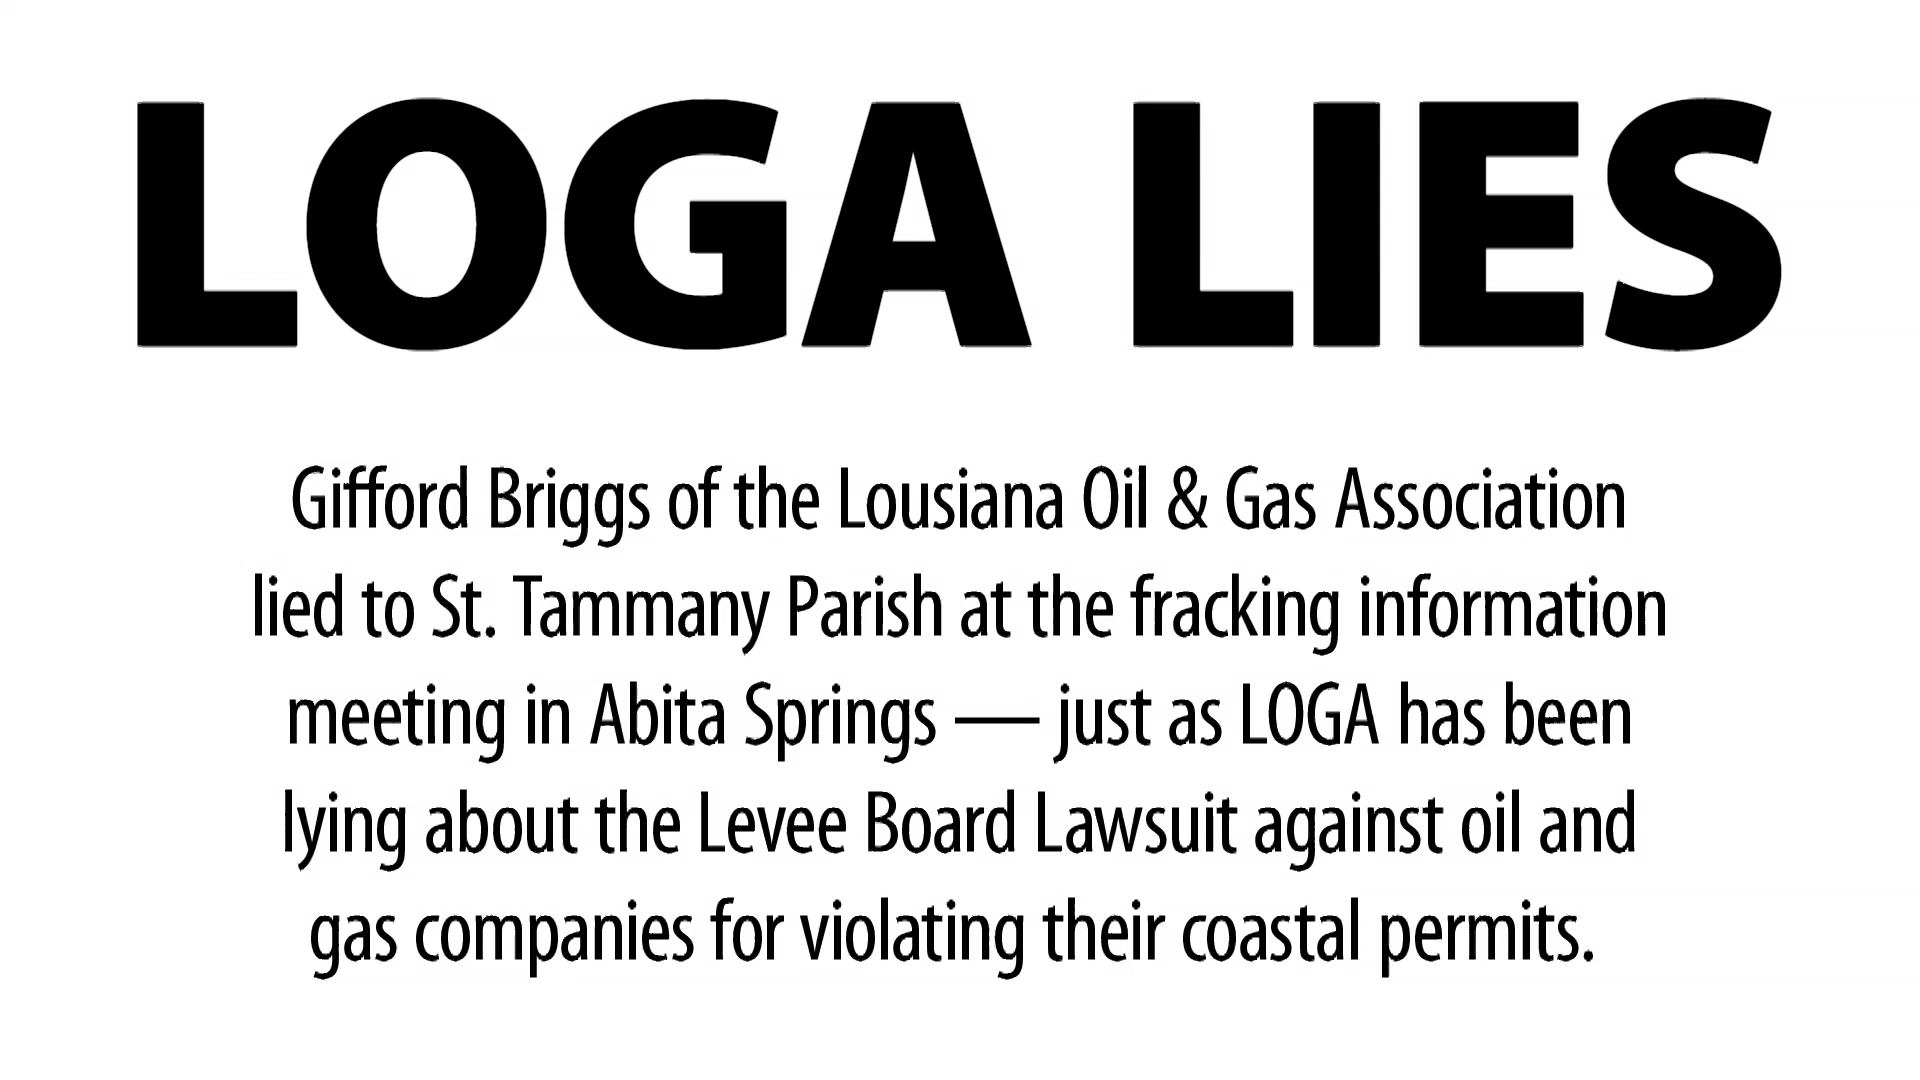 LOGA LIES
Gifford Briggs of the Lousiana Oil & Gas Association
lied to St. Tammany Parish at the fracking information
meeting in Abita Springs — just as LOGA has been
lying about the Levee Board Lawsuit against oil and
gas companies for violating their coastal permits.